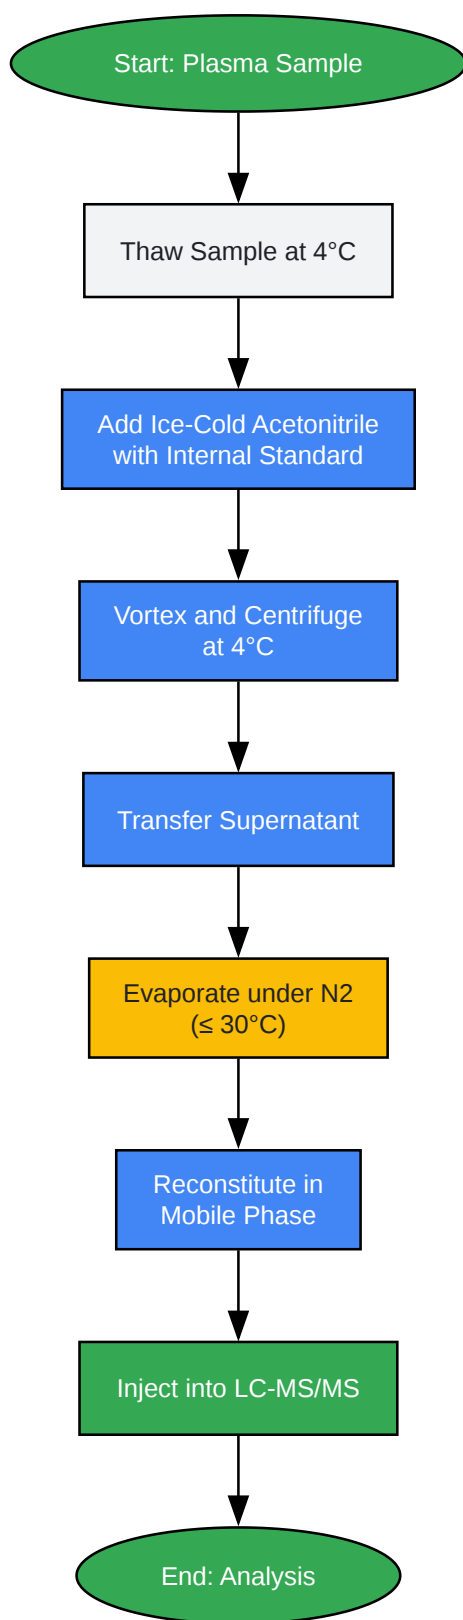 Start: Plasma Sample
Thaw Sample at 4°C
Add Ice-Cold Acetonitrile
with Internal Standard
Vortex and Centrifuge
at 4°C
Transfer Supernatant
Evaporate under N2
(≤ 30°C)
Reconstitute in
Mobile Phase
Inject into LC-MS/MS
End: Analysis